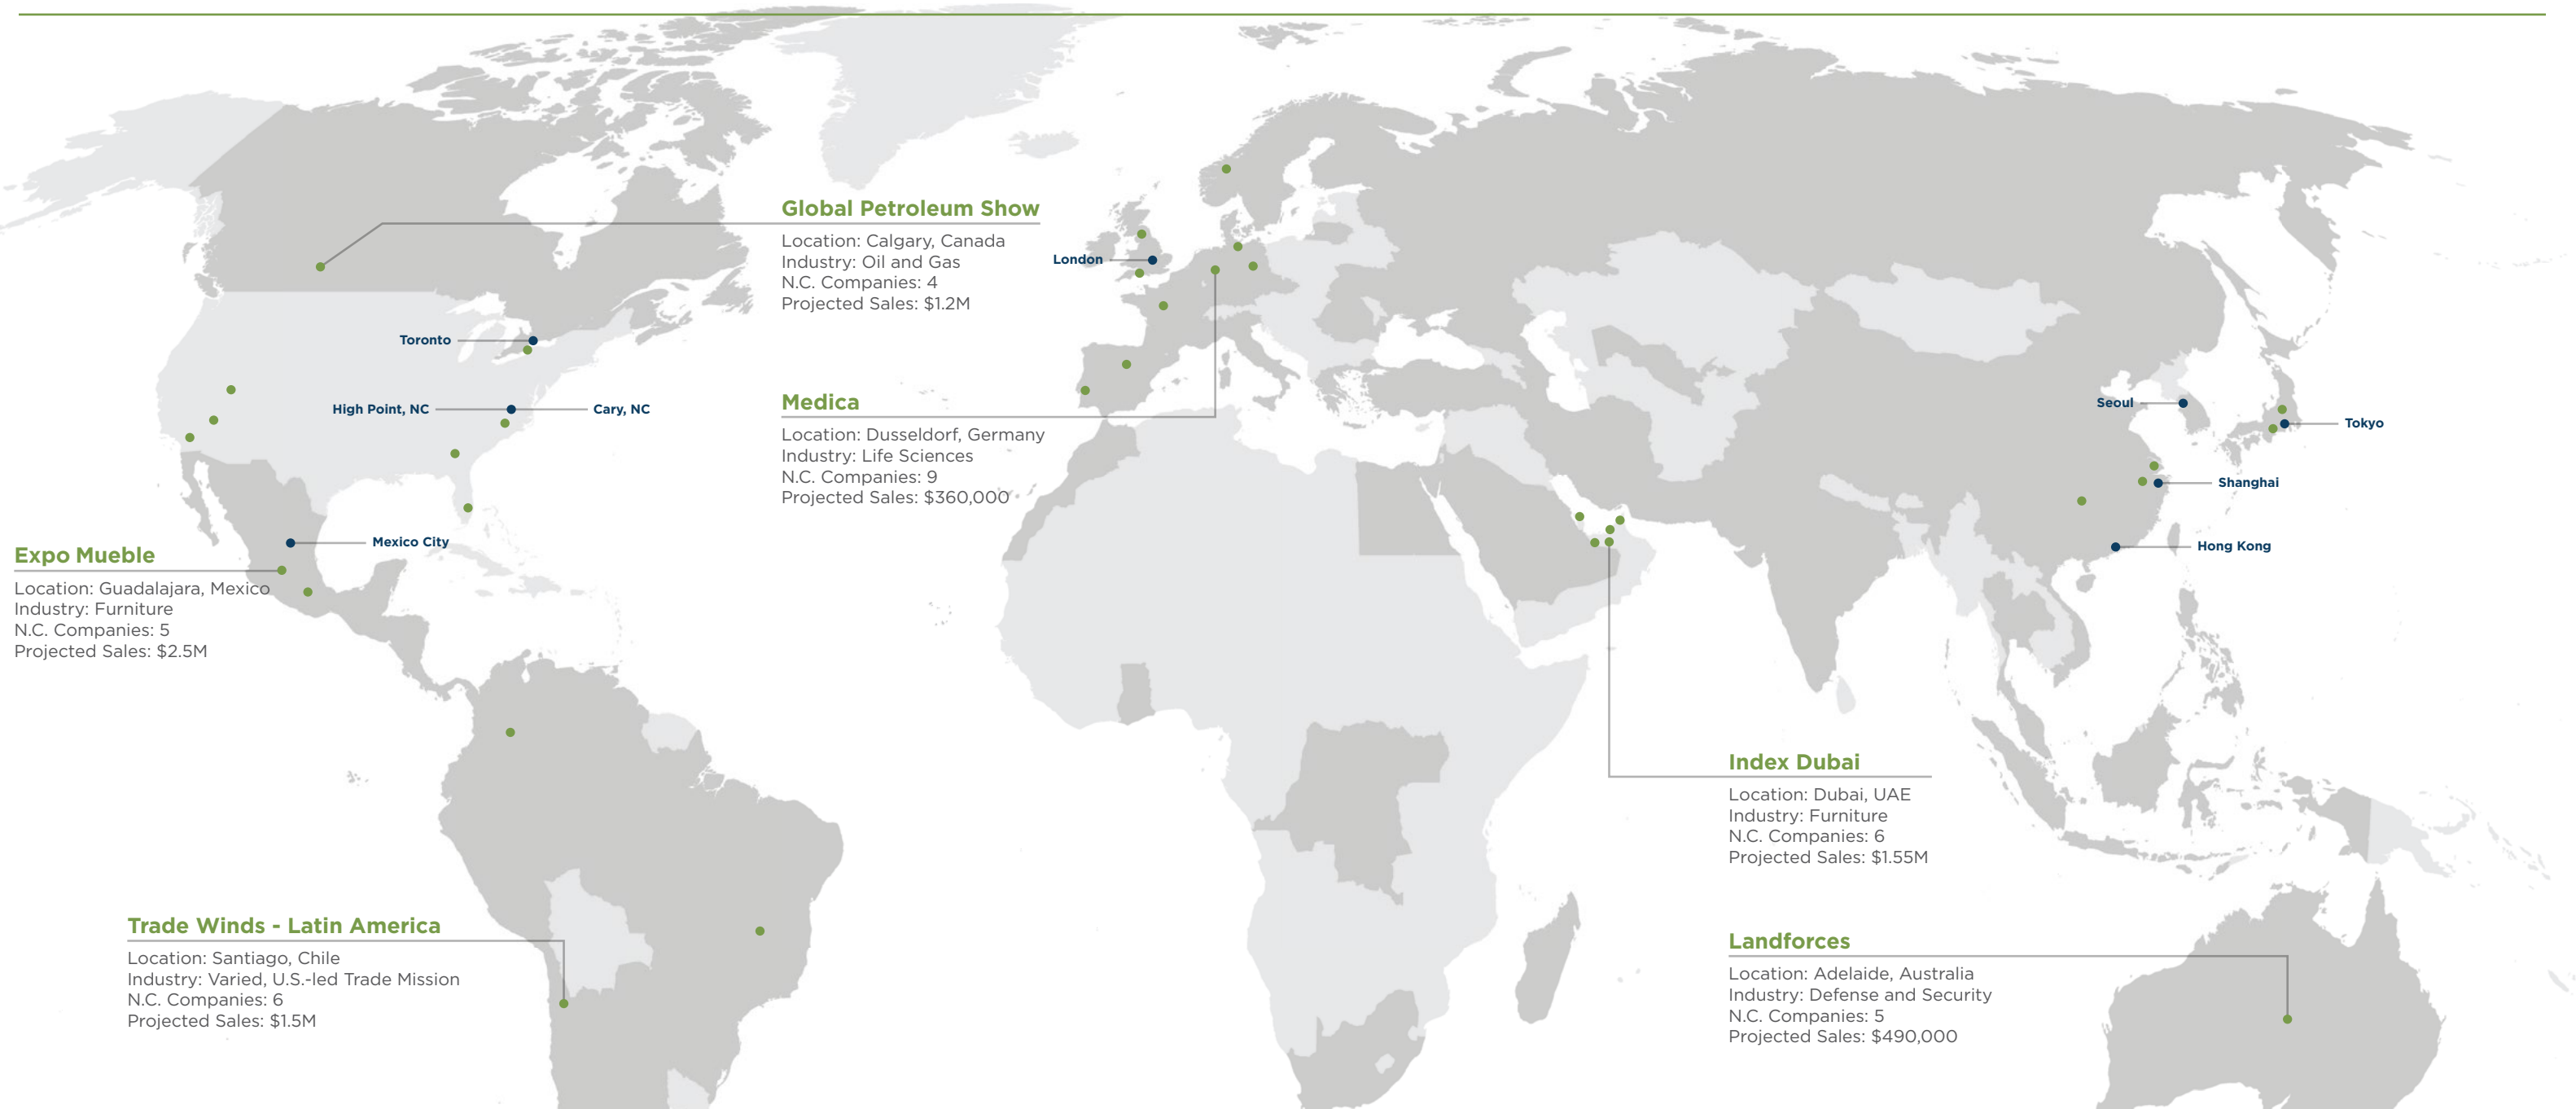 Global Petroleum Show
Location: Calgary, Canada
Industry: Oil and Gas
N.C. Companies: 4
Projected Sales: $1.2M
London
Toronto
High Point, NC
Cary, NC
Medica
Location: Dusseldorf, Germany
Industry: Life Sciences
N.C. Companies: 9
Projected Sales: $360,000
Seoul
Tokyo
Shanghai
Hong Kong
Mexico City
Expo Mueble
Location: Guadalajara, Mexico
Industry: Furniture
N.C. Companies: 5
Projected Sales: $2.5M
Index Dubai
Location: Dubai, UAE
Industry: Furniture
N.C. Companies: 6
Projected Sales: $1.55M
Trade Winds - Latin America
Location: Santiago, Chile
Industry: Varied, U.S.-led Trade Mission
N.C. Companies: 6
Projected Sales: $1.5M
Landforces
Location: Adelaide, Australia
Industry: Defense and Security
N.C. Companies: 5
Projected Sales: $490,000